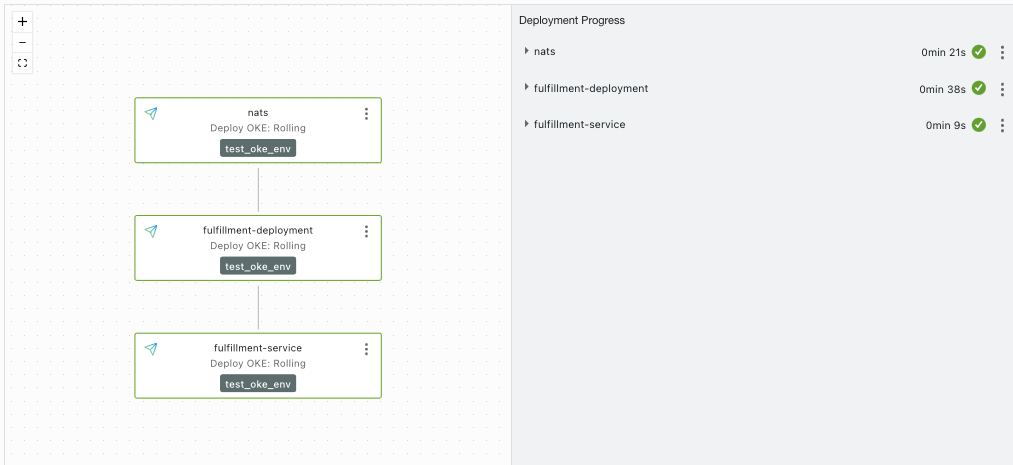 nats
Deploy OKE: Rolling
test_oke_env
fulfillment-deployment
Deploy OKE: Rolling
test_oke_env
fulfillment-service
Deploy OKE: Rolling
test_oke_env
Deployment Progress
nats 0min 21s
fulfillment-deployment 0min 38s
fulfillment-service 0min 9s